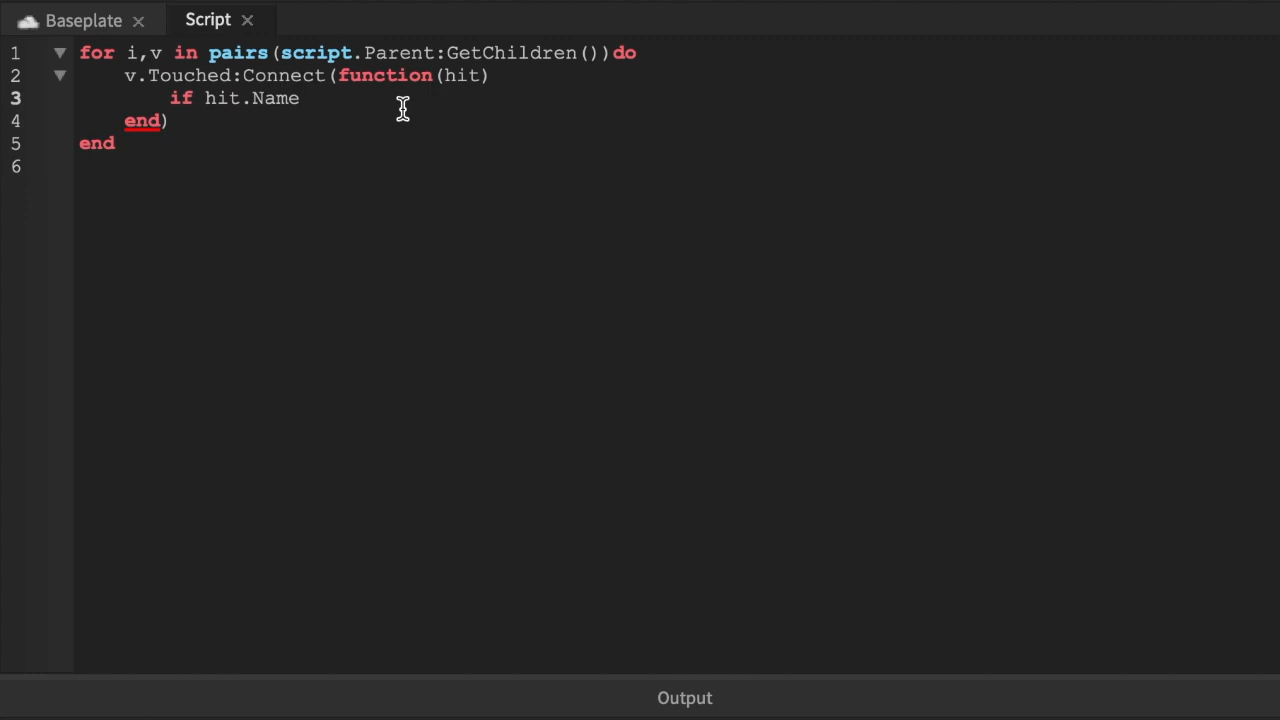 Baseplate × Script ×
1 ▼ for i,v in pairs(script.Parent:GetChildren())do
2 ▼ v.Touched:Connect(function(hit)
3 if hit.Name
4 end)
5 end
6
Output